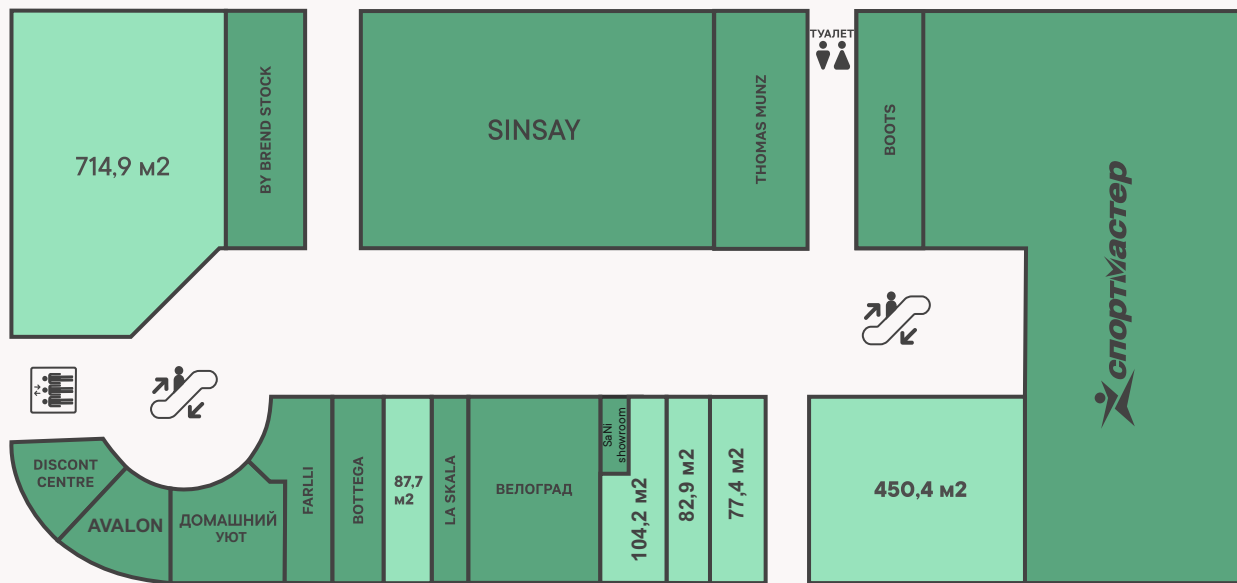 714,9 м2
BY BREND STOCK
SINSAY
THOMAS MUNZ
ТУАЛЕТ
BOOTS
спортмастер
DISCONT
CENTRE
AVALON
ДОМАШНИЙ
УЮТ
FARLLI
BOTTEGA
87,7
м2
LA SKALA
ВЕЛОГРАД
SaNi
showroom
104,2 м2
82,9 м2
77,4 м2
450,4 м2